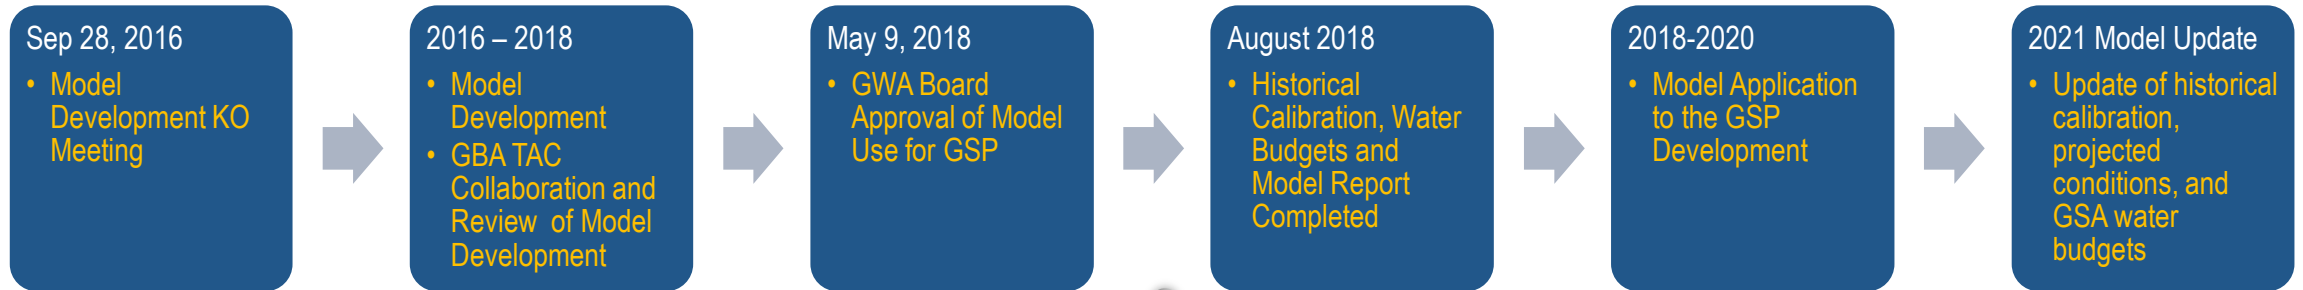 Sep 28, 2016
• Model
Development KO
Meeting
2016 – 2018
• Model
Development
• GBA TAC
Collaboration and
Review of Model
Development
May 9, 2018
• GWA Board
Approval of Model
Use for GSP
August 2018
• Historical
Calibration, Water
Budgets and
Model Report
Completed
2018-2020
• Model Application
to the GSP
Development
2021 Model Update
• Update of historical
calibration,
projected
conditions, and
GSA water
budgets